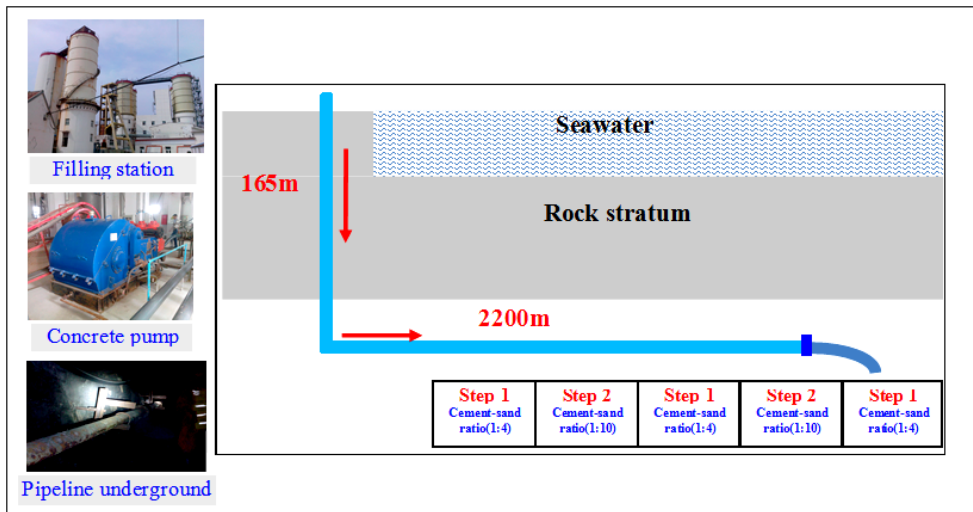 Filling station
Concrete pump
Pipeline underground
Seawater
165m
Rock stratum
2200m
Step 1
Cement-sand
ratio(1:4)
Step 2
Cement-sand
ratio(1:10)
Step 1
Cement-sand
ratio(1:4)
Step 2
Cement-sand
ratio(1:10)
Step 1
Cement-sand
ratio(1:4)